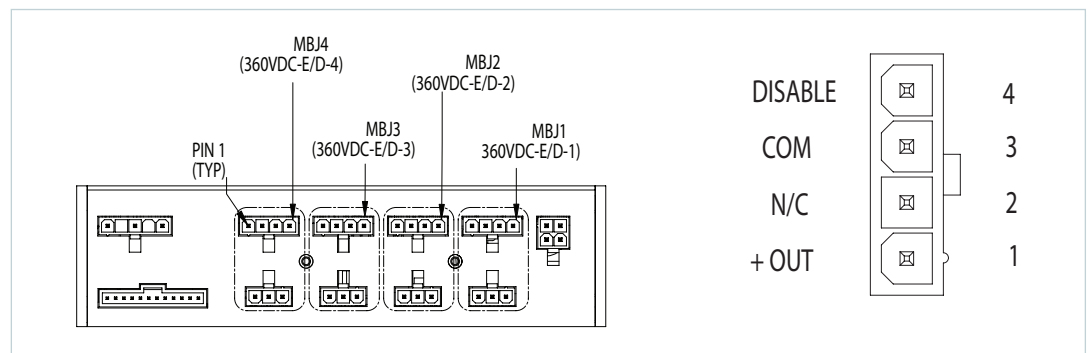 MBJ4
(360VDC-E/D-4)
MBJ2
(360VDC-E/D-2)
MBJ3
(360VDC-E/D-3)
MBJ1
360VDC-E/D-1)
PIN 1
(TYP)
DISABLE 4
COM 3
N/C 2
+ OUT 1